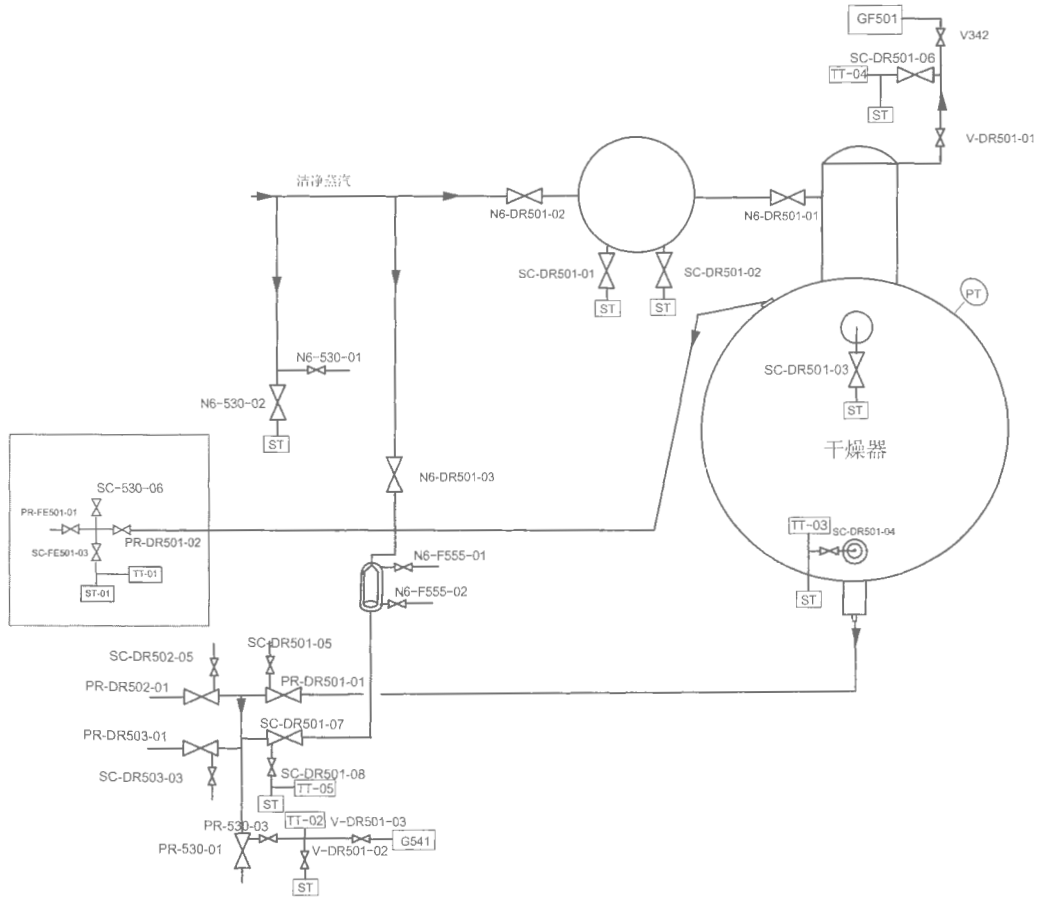 GF501
V342
SC-DR501-06
TT-04
ST
V-DR501-01
洁净蒸汽
N6-DR501-02
N6-DR501-01
SC-DR501-01
SC-DR501-02
ST
ST
PT
N6-530-01
SC-DR501-03
N6-530-02
ST
ST
干燥器
N6-DR501-03
SC-530-06
PR-FE501-01
PR-DR501-02
SC-FE501-03
TT-01
ST-01
TT-03
SC-DR501-04
N6-F555-01
N6-F555-02
ST
SC-DR501-05
SC-DR502-05
PR-DR502-01
PR-DR501-01
SC-DR501-07
PR-DR503-01
SC-DR503-03
SC-DR501-08
TT-05
ST
PR-530-03
TT-02
V-DR501-03
PR-530-01
V-DR501-02
G541
ST